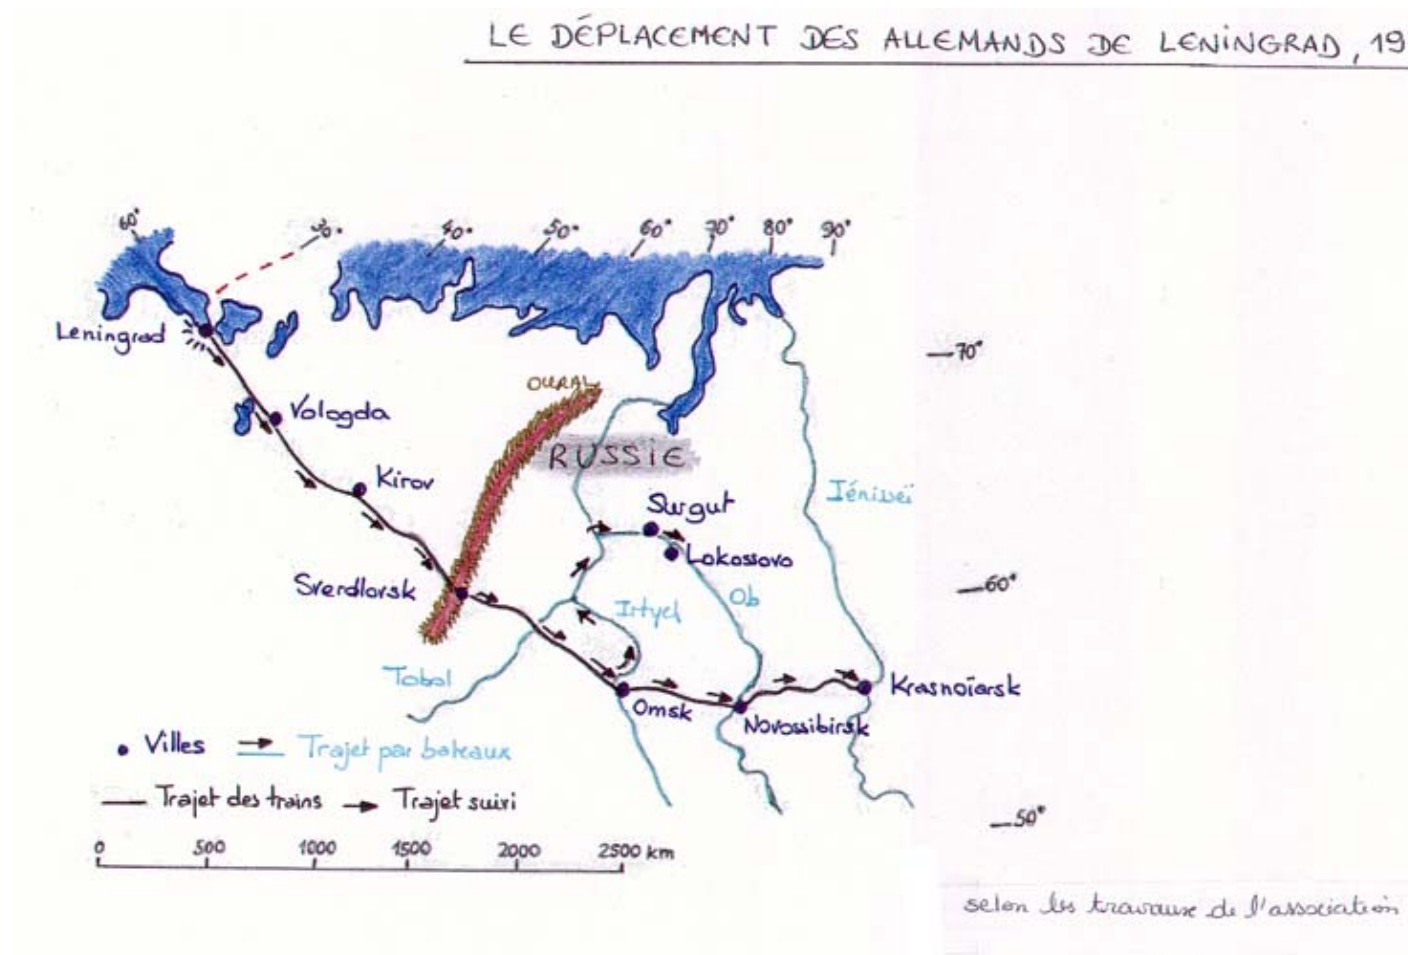 LE DÉPLACEMENT DES ALLEMANDS DE LENINGRAD, 19
60° 30° 40° 50° 60° 70° 80° 90°
Leningrad
70°
OURAL
Vologda
RUSSIE
Kirov
Iénisseï
Surgut
Lokossovo
Sverdlovsk
60°
Ob
Irtych
Tobol
Krasnoïarsk
Omsk
Novossibirsk
Villes
Trajet par bateaux
Trajet des trains
Trajet suivi
50°
0 500 1000 1500 2000 2500 km
selon les travaux de l'association